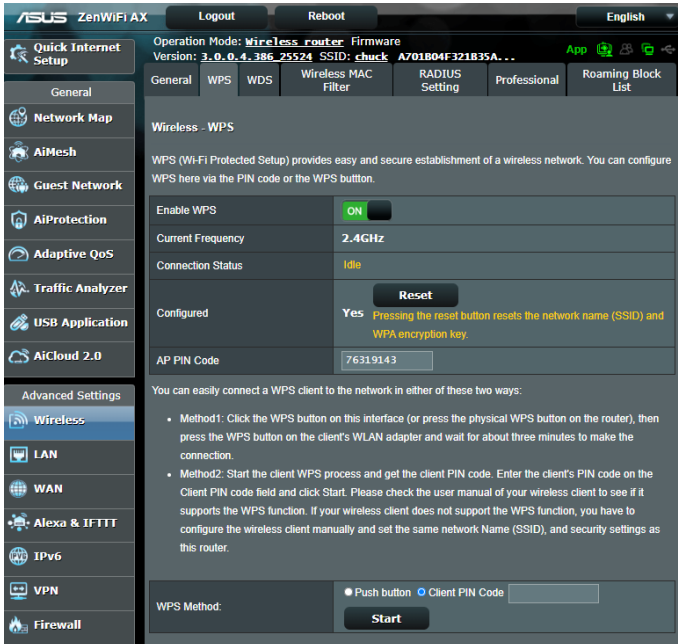 ASUS ZenWiFi AX
Logout
Reboot
English
Quick Internet
Setup
Operation Mode: Wireless router Firmware
Version: 3.0.0.4.386_25524 SSID: chuck A701B04F321B35A...
App
General
WPS
WDS
Wireless MAC
Filter
RADIUS
Setting
Professional
Roaming Block
List
General
Network Map
AiMesh
Guest Network
AiProtection
Adaptive QoS
Traffic Analyzer
USB Application
AiCloud 2.0
Advanced Settings
Wireless
LAN
WAN
Alexa & IFTTT
IPv6
VPN
Firewall
Wireless - WPS
WPS (Wi-Fi Protected Setup) provides easy and secure establishment of a wireless network. You can configure
WPS here via the PIN code or the WPS buttton.
Enable WPS
ON
Current Frequency
2.4GHz
Connection Status
Idle
Configured
Yes
Reset
Pressing the reset button resets the network name (SSID) and
WPA encryption key.
AP PIN Code
76319143
You can easily connect a WPS client to the network in either of these two ways:
• Method1: Click the WPS button on this interface (or press the physical WPS button on the router), then
press the WPS button on the client's WLAN adapter and wait for about three minutes to make the
connection.
• Method2: Start the client WPS process and get the client PIN code. Enter the client's PIN code on the
Client PIN code field and click Start. Please check the user manual of your wireless client to see if it
supports the WPS function. If your wireless client does not support the WPS function, you have to
configure the wireless client manually and set the same network Name (SSID), and security settings as
this router.
WPS Method:
Push button
Client PIN Code
Start